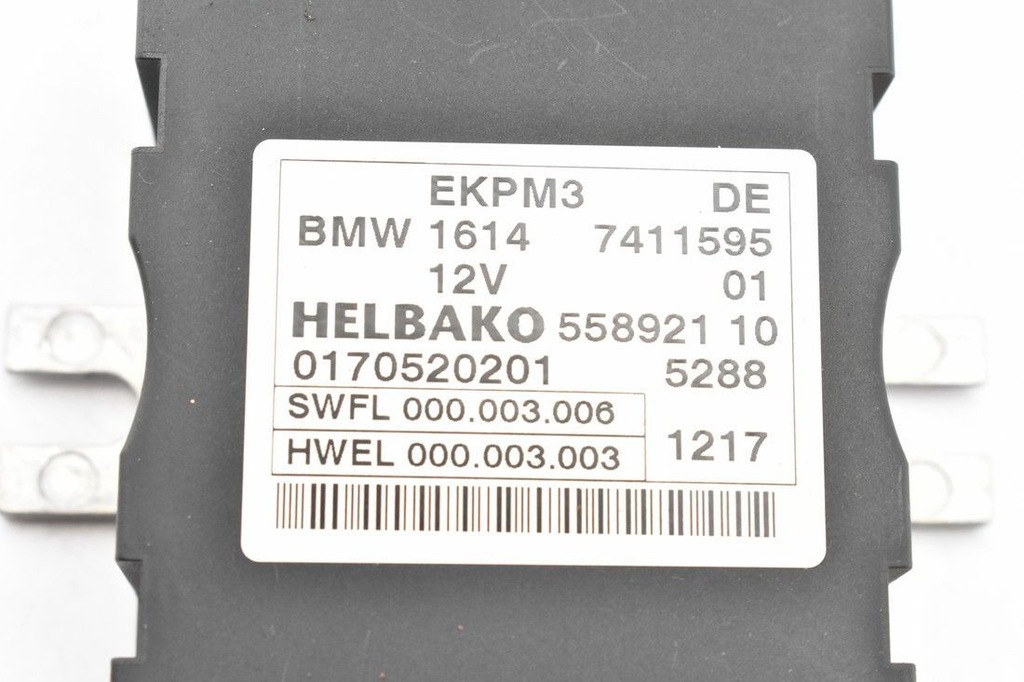 EKPM3 DE
BMW 1614 7411595
12V 01
HELBAKO 558921 10
0170520201 5288
SWFL 000.003.006
HWEL 000.003.003 1217